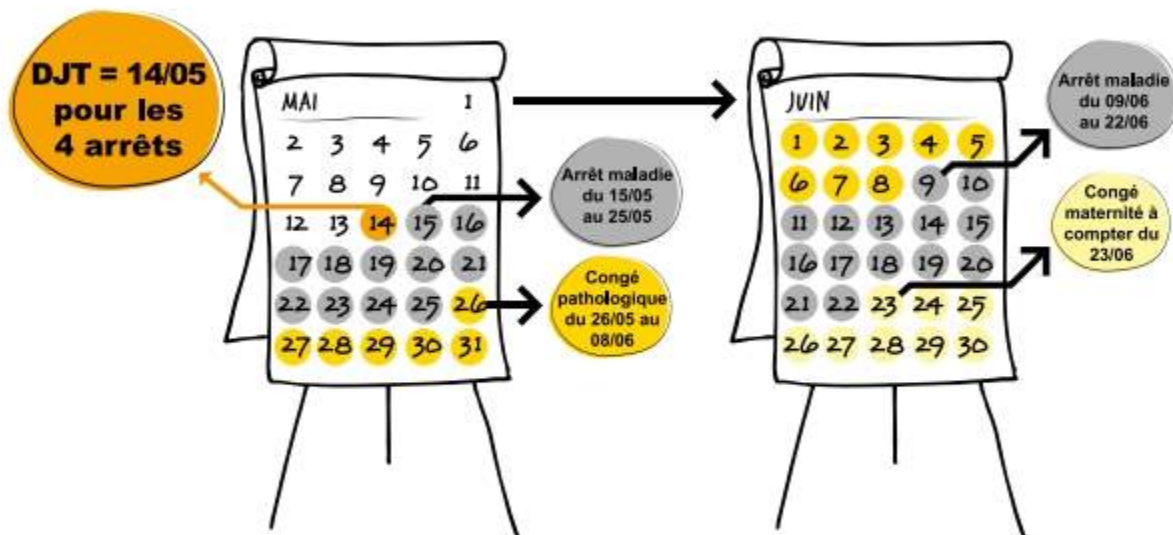 DJT = 14/05
pour les
4 arrêts
MAI 1
2 3 4 5 6
7 8 9 10 11
12 13 14 15 16
17 18 19 20 21
22 23 24 25 26
27 28 29 30 31
Arrêt maladie
du 15/05
au 25/05
Congé
pathologique
du 26/05 au
08/06
JUIN
1 2 3 4 5
6 7 8 9 10
11 12 13 14 15
16 17 18 19 20
21 22 23 24 25
26 27 28 29 30
Arrêt maladie
du 09/06
au 22/06
Congé
maternité à
compter du
23/06